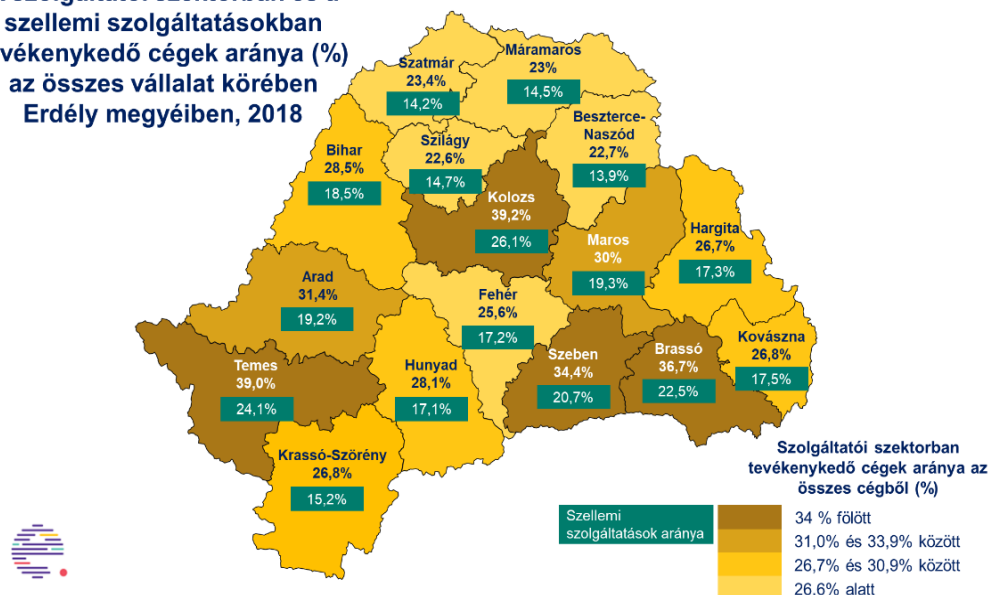 szellemi szolgáltatásokban
az összes vállalat körében
Erdély megyéiben, 2018
Szatmár
23,4%
14,2%
Máramaros
23%
14,5%
Beszterce-
Naszód
22,7%
13,9%
Szilágy
22,6%
14,7%
Bihar
28,5%
18,5%
Kolozs
39,2%
26,1%
Maros
30%
19,3%
Hargita
26,7%
17,3%
Arad
31,4%
19,2%
Fehér
25,6%
17,2%
Temes
39,0%
24,1%
Hunyad
28,1%
17,1%
Szeben
34,4%
20,7%
Brassó
36,7%
22,5%
Kovászna
26,8%
17,5%
Krassó-Szörény
26,8%
15,2%
Szolgáltatói szektorban
tevékenykedő cégek aránya az
összes cégből (%)
Szellemi
szolgáltatások aránya
34 % fölött
31,0% és 33,9% között
26,7% és 30,9% között
26,6% alatt